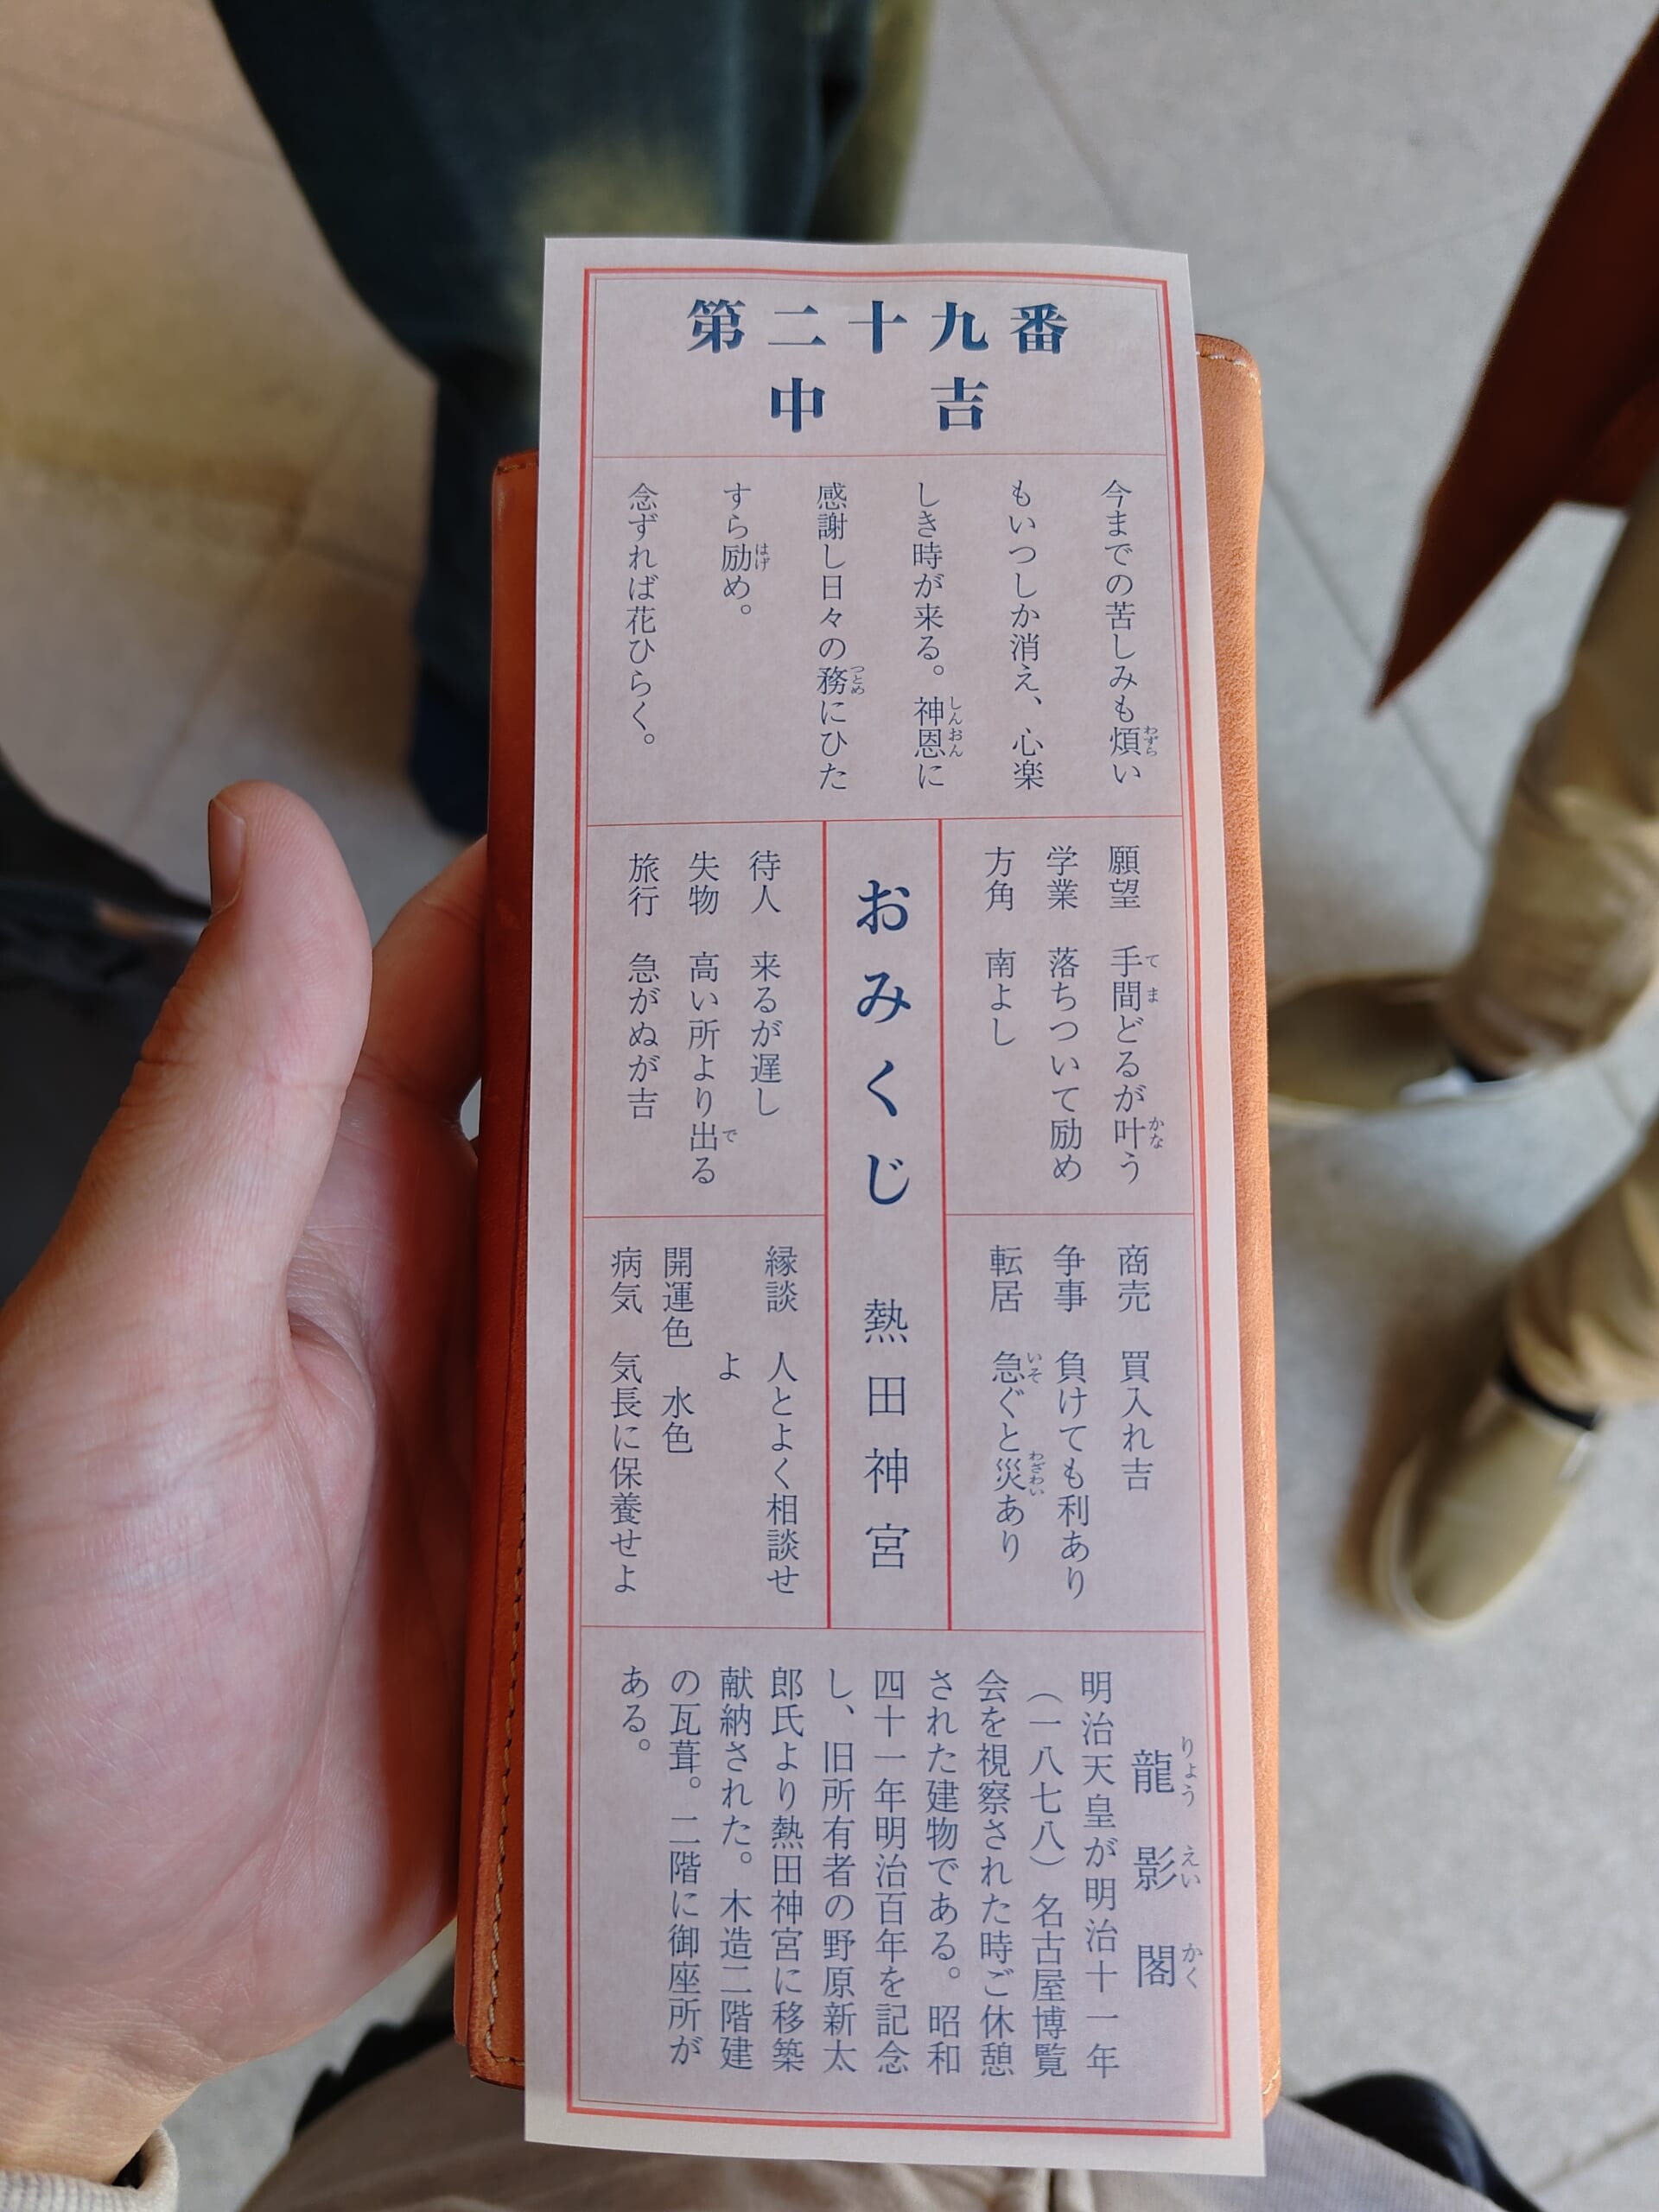 第二十九番
中 吉
今までの苦しみも煩い
もいつしか消え、心楽
しき時が来る。神恩に
感謝し日々の務にひた
すら励め。
念ずれば花ひらく。
願望 手間どるが叶う
学業 落ちついて励め
方角 南よし
商売 買入れ吉
争事 負けても利あり
転居 急ぐと災あり
おみくじ 熱田神宮
待人 来るが遅し
失物 高い所より出る
旅行 急がぬが吉
縁談 人とよく相談せ
よ
開運色 水色
病気 気長に保養せよ
龍影閣
明治天皇が明治十一年
（一八七八）名古屋博覧
会を視察された時ご休憩
された建物である。昭和
四十一年明治百年を記念
し、旧所有者の野原新太
郎氏より熱田神宮に移築
献納された。木造二階建
の瓦葺。二階に御座所が
ある。